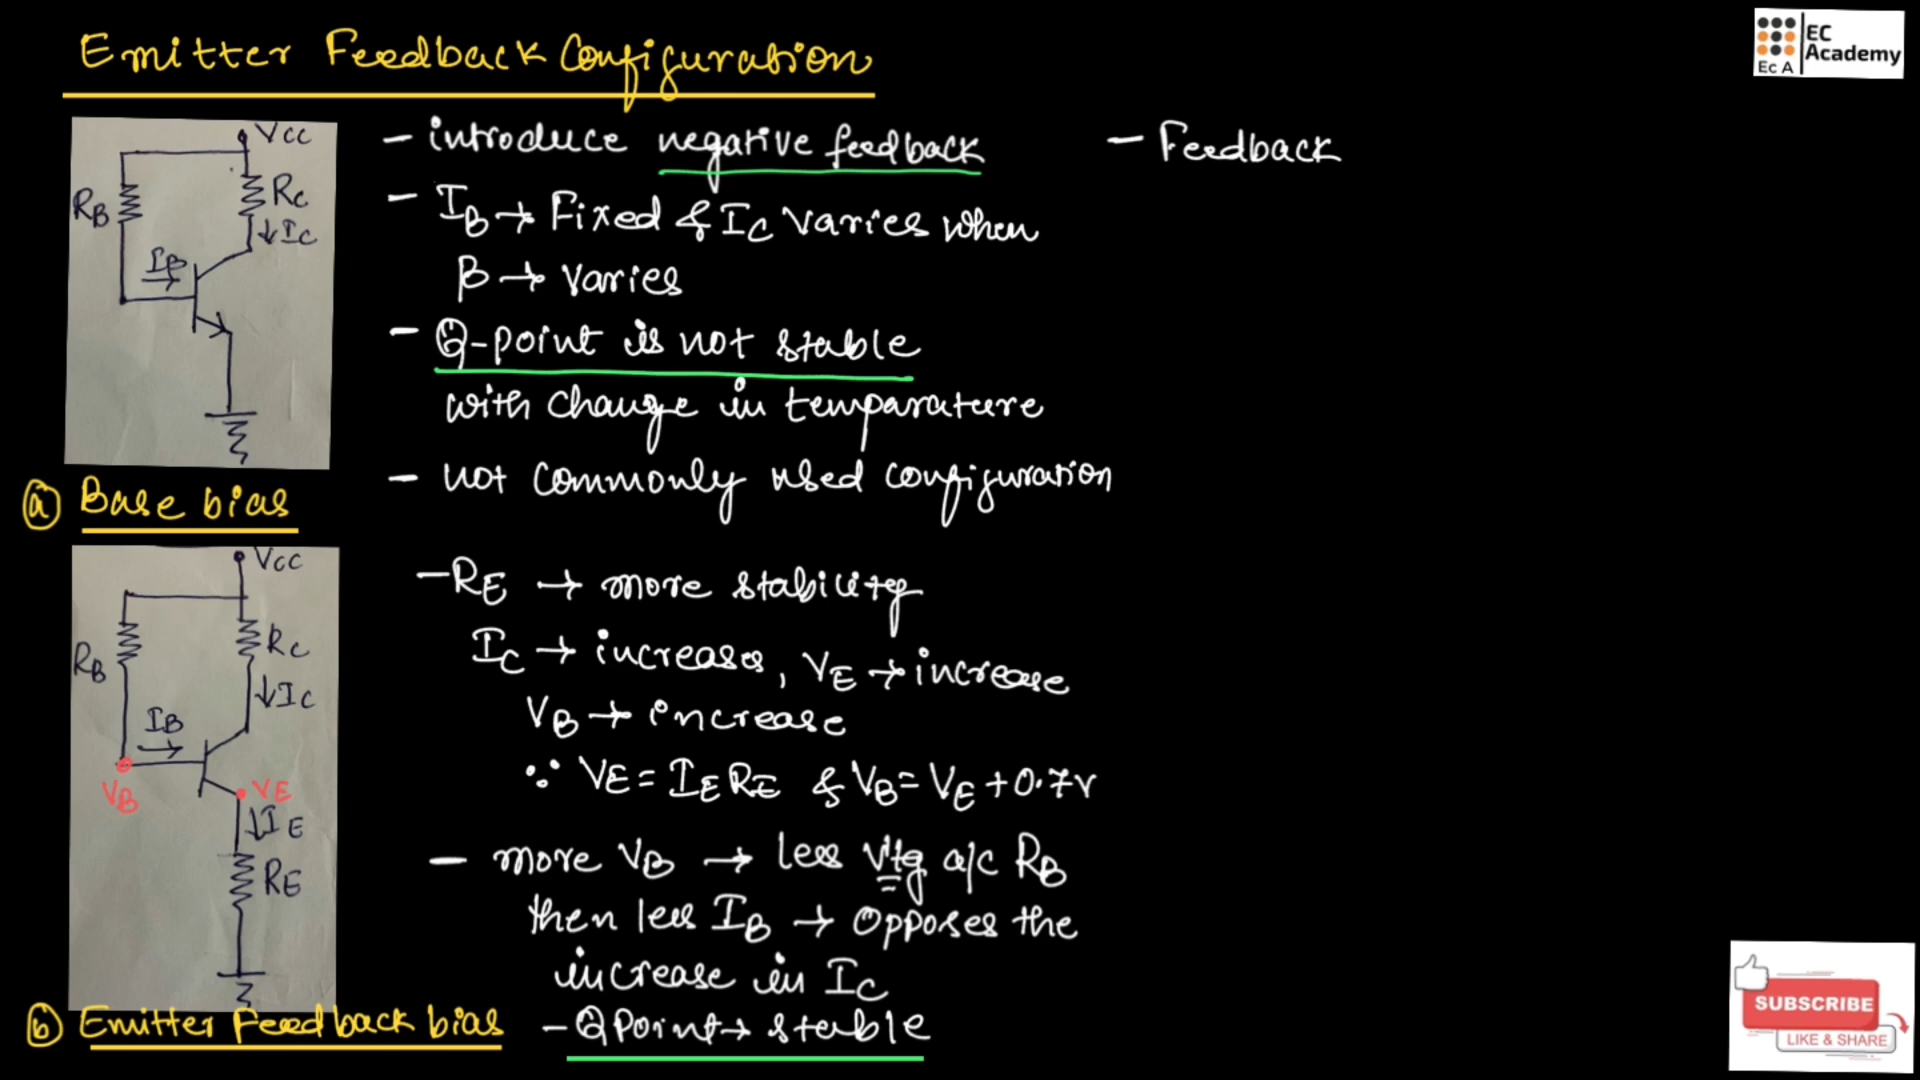 Emitter Feedback Configuration
EC
Academy
Ec A
VCC
RB
RC
↓IC
IB
(a) Base bias
- introduce negative feedback
- IB → Fixed & IC varies when
β → varies
- Q-point is not stable
with change in temparature
- not commonly used configuration
- Feedback
VCC
RB
RC
↓IC
IB
VB
VE
↓IE
RE
(b) Emitter feedback bias
- RE → more stability
IC → increases, VE → increase
VB → increase
∵ VE = IE RE & VB = VE + 0.7V
- more VB → less vtg a/c RB
then less IB → opposes the
increase in IC
- Q Point → stable
SUBSCRIBE
LIKE & SHARE